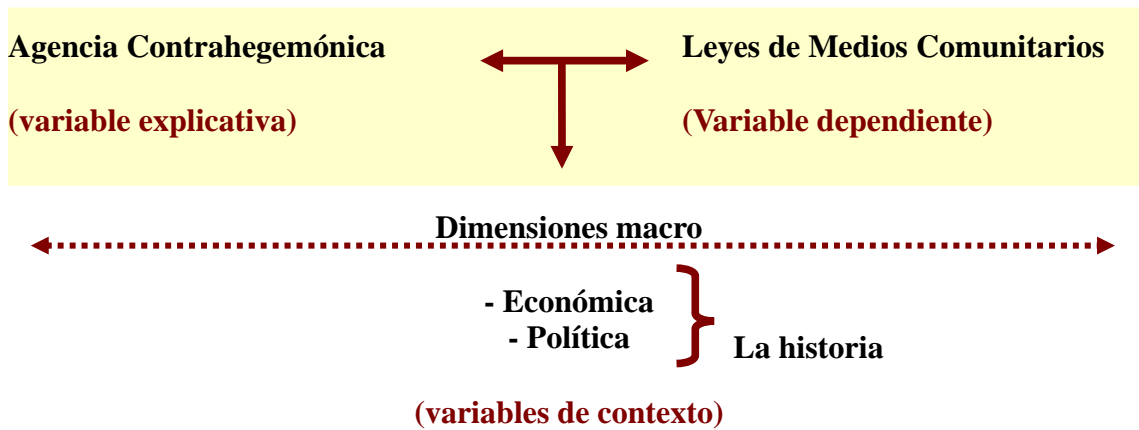 Agencia Contrahegemónica
Leyes de Medios Comunitarios
(variable explicativa)
(Variable dependiente)
Dimensiones macro
- Económica
- Política
La historia
(variables de contexto)